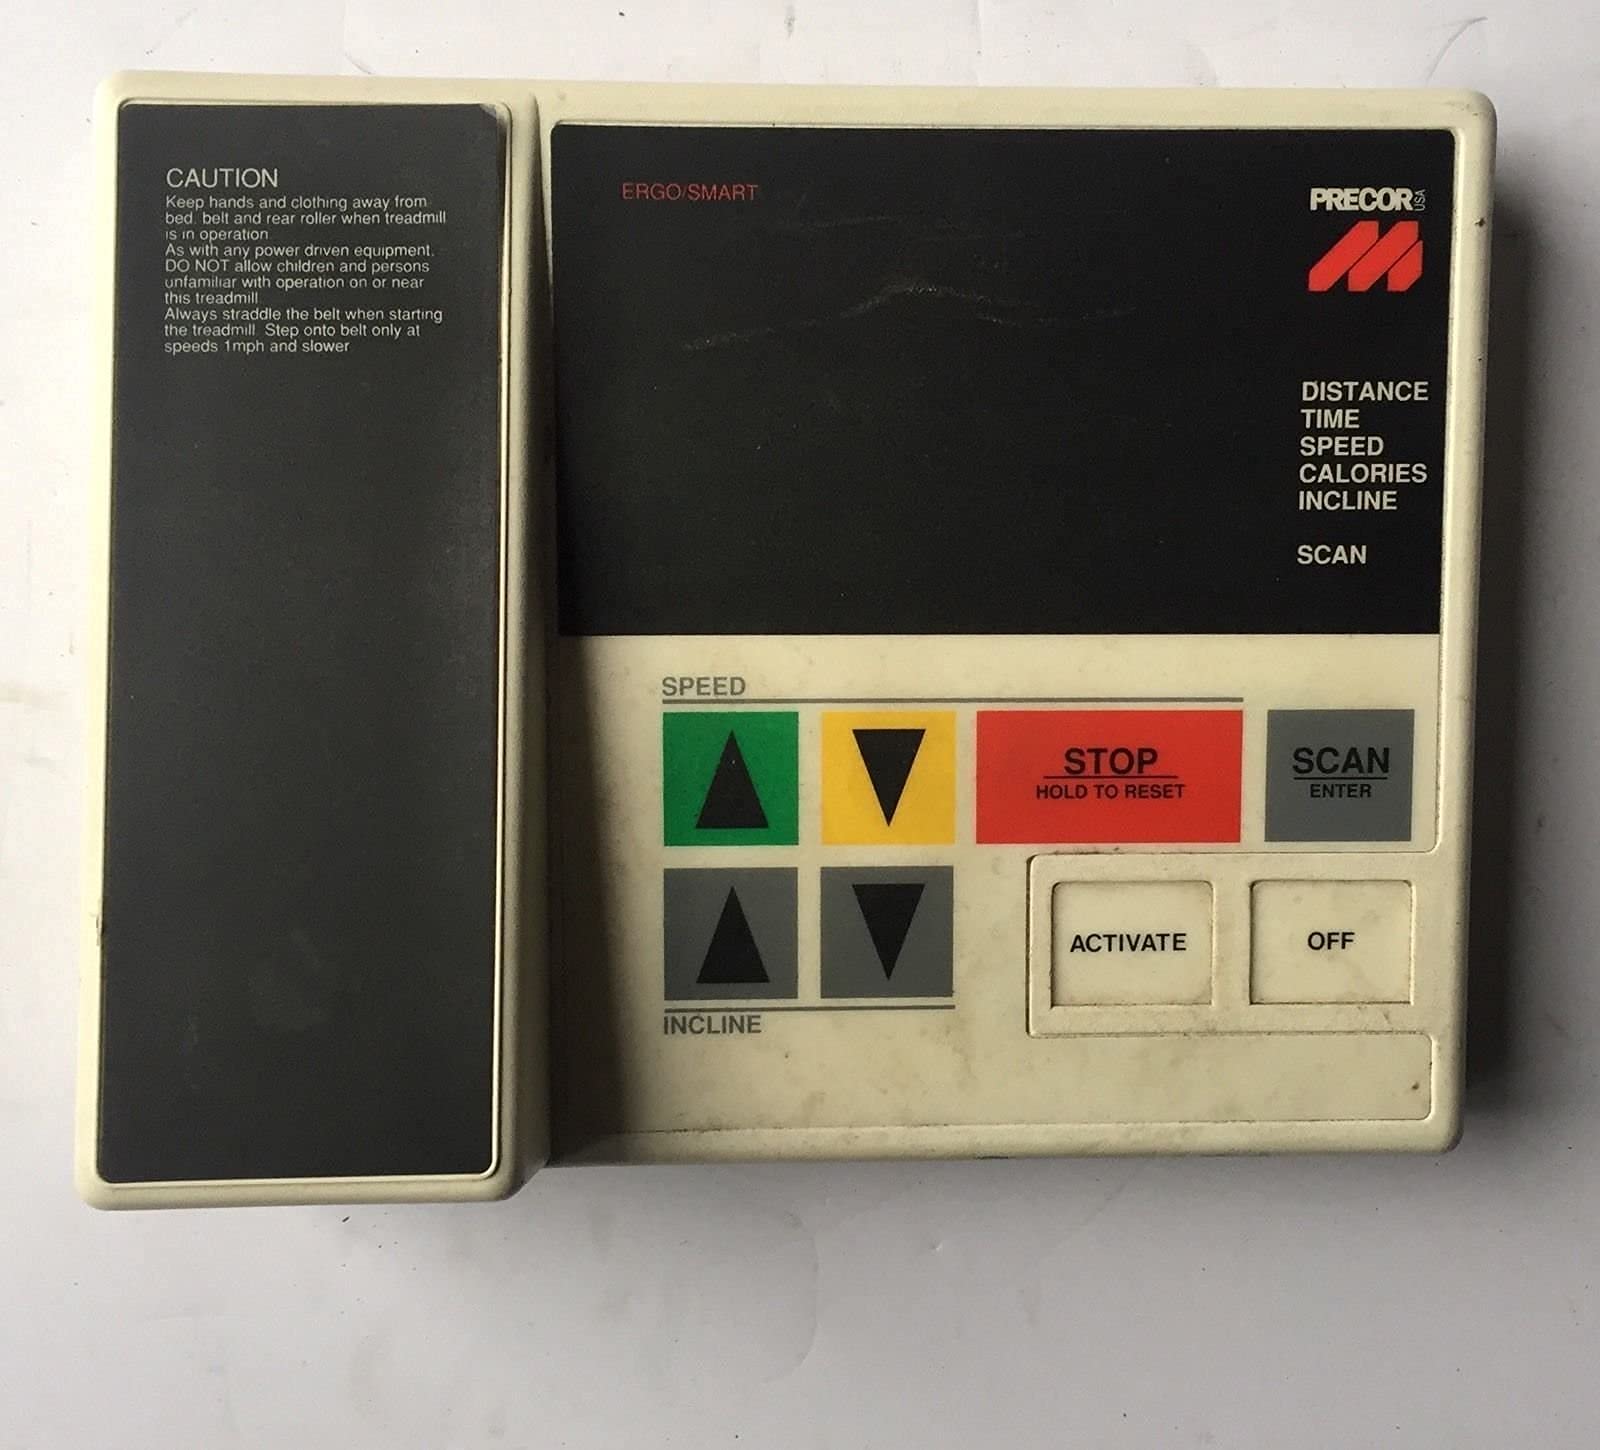 CAUTION
Keep hands and clothing away from
bed, belt and rear roller when treadmill
is in operation
As with any power driven equipment,
DO NOT allow children and persons
unfamiliar with operation on or near
this treadmill
Always straddle the belt when starting
the treadmill. Step onto belt only at
speeds 1mph and slower
ERGO/SMART
PRECOR USA
DISTANCE
TIME
SPEED
CALORIES
INCLINE
SCAN
SPEED
STOP
HOLD TO RESET
SCAN
ENTER
ACTIVATE
OFF
INCLINE